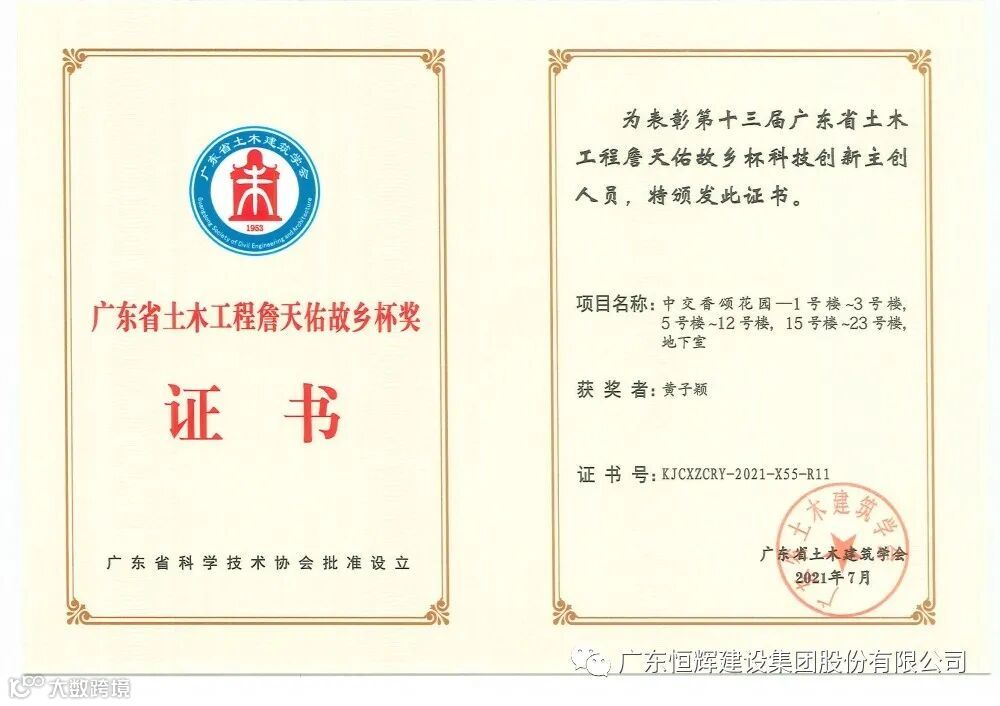 广东省土木建筑学会
1953
Guangdong Society of Civil Engineering and Architecture
广东省土木工程詹天佑故乡杯奖
证 书
广东省科学技术协会批准设立
为表彰第十三届广东省土木
工程詹天佑故乡杯科技创新主创
人员，特颁发此证书。
项目名称：中交香颂花园—1号楼~3号楼，
5号楼~12号楼，15号楼~23号楼，
地下室
获 奖 者：黄子颖
证 书 号：KJCXZCRY-2021-X55-R11
广东省土木建筑学会
广东省土木建筑学会
2021年7月
广东恒辉建设集团股份有限公司
大数跨境